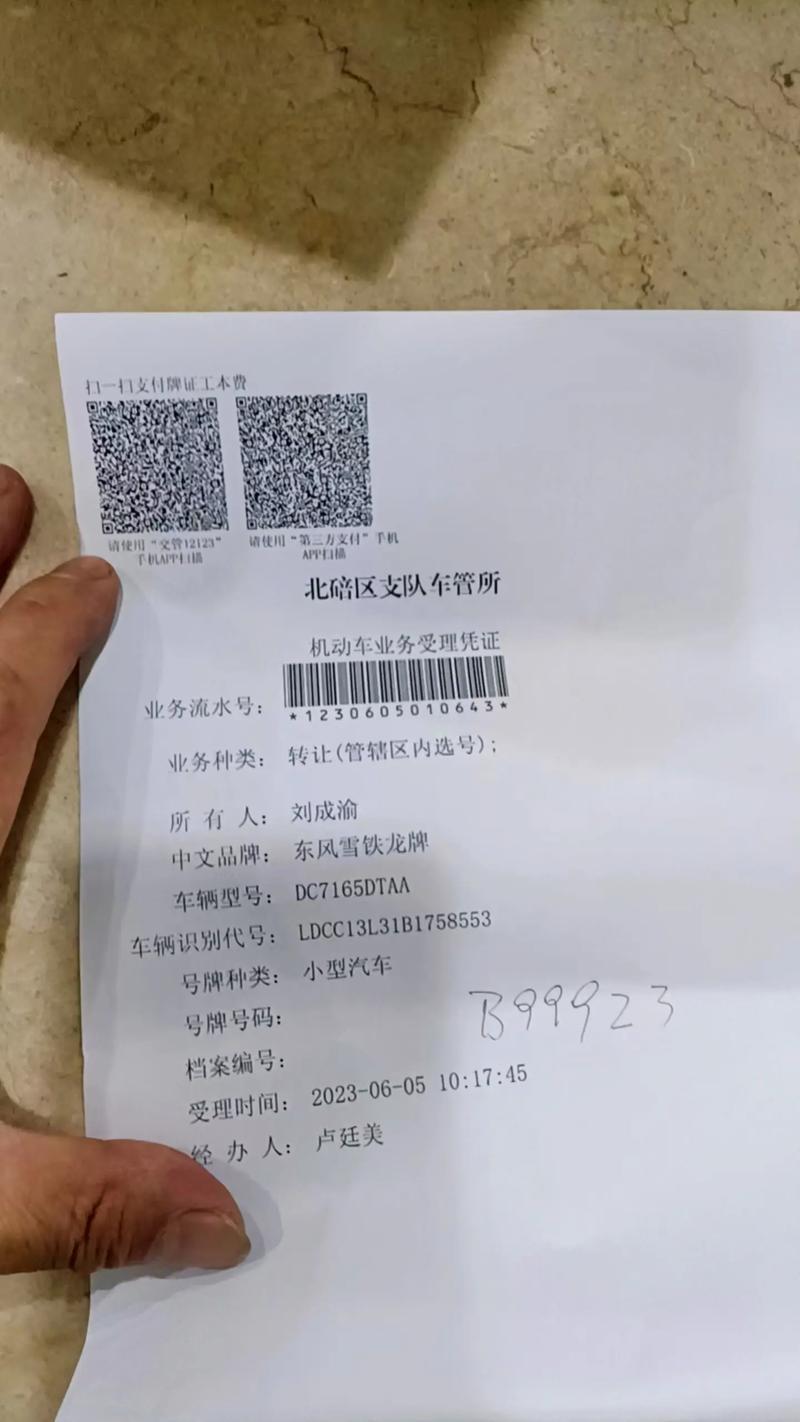 扫一扫支付牌证工本费
请使用“交管12123”
手机APP扫描
请使用“第三方支付”手机
APP扫描
北碚区支队车管所
机动车业务受理凭证
业务流水号：
*1230605010643*
业务种类： 转让(管辖区内选号);
所 有 人： 刘成渝
中文品牌： 东风雪铁龙牌
车辆型号： DC7165DTAA
车辆识别代号： LDCC13L31B1758553
号牌种类： 小型汽车
号牌号码：
B99923
档案编号：
受理时间： 2023-06-05 10:17:45
经 办 人： 卢廷美